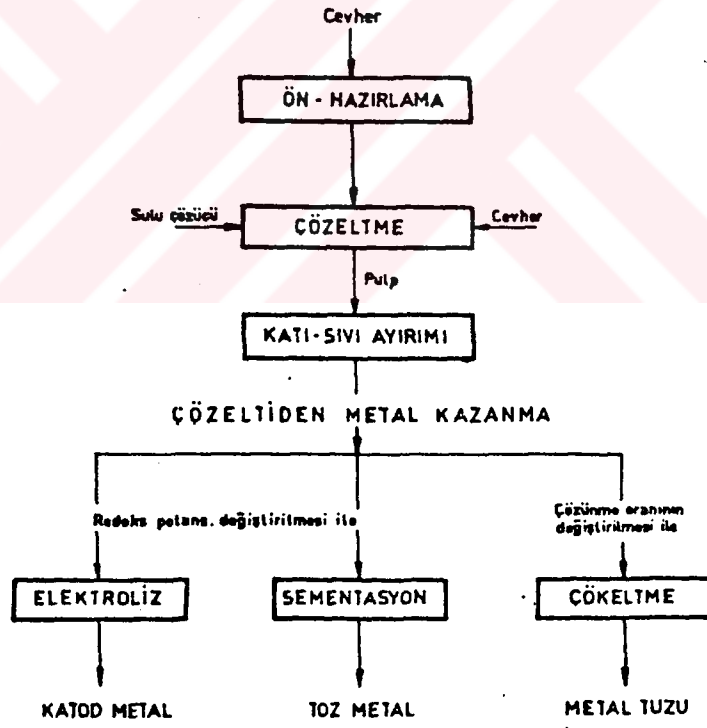 Cevher
ÖN - HAZIRLAMA
Sulu çözücü
ÇÖZELTME
Cevher
Pulp
KATI-SIVI AYIRIMI
ÇÖZELTİDEN METAL KAZANMA
Redoks potans. değiştirilmesi ile
Çözünme oranının
değiştirilmesi ile
ELEKTROLİZ
SEMENTASYON
ÇÖKELTME
KATOD METAL
TOZ METAL
METAL TUZU